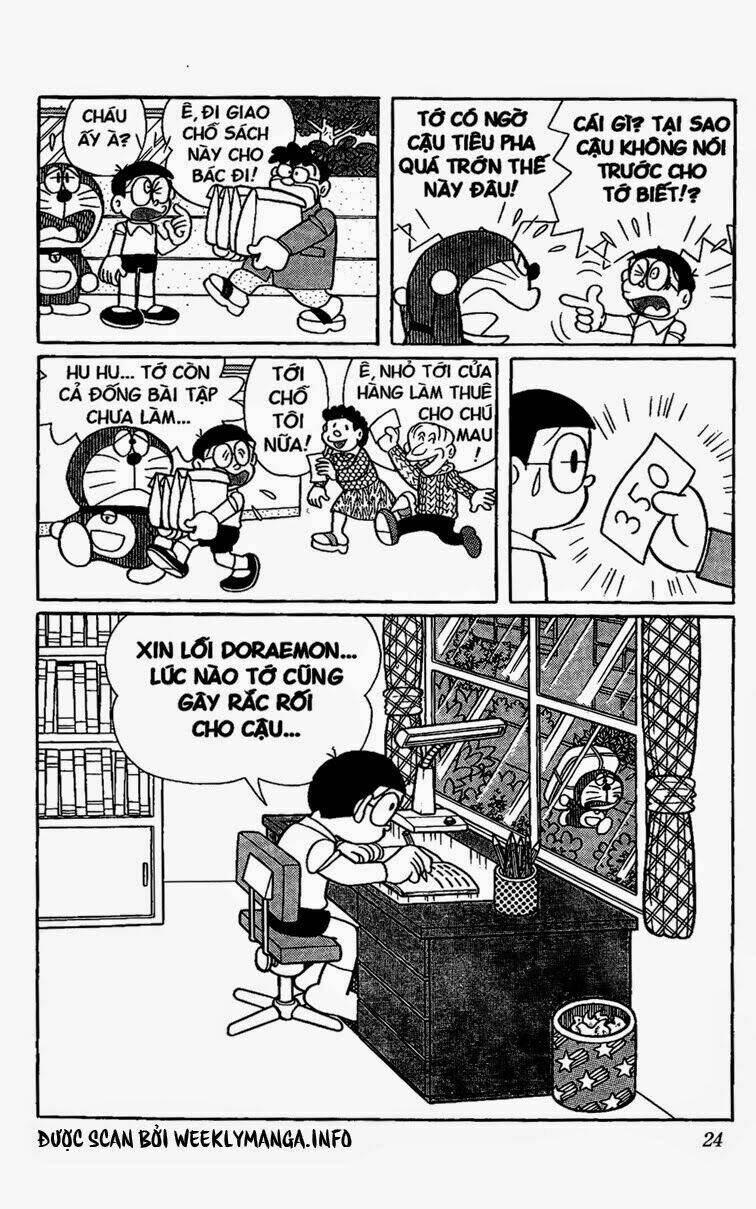 CHÁU
ẤY À?
Ê, ĐI GIAO
CHỖ SÁCH
NÀY CHO
BÁC ĐI!
TỚ CÓ NGỜ
CẬU TIÊU PHA
QUÁ TRỚN THẾ
NÀY ĐÂU!
CÁI GÌ? TẠI SAO
CẬU KHÔNG NÓI
TRƯỚC CHO
TỚ BIẾT!?
HU HU... TỚ CÒN
CẢ ĐỐNG BÀI TẬP
CHƯA LÀM...
TỚI
CHỖ
TÔI
NỮA!
Ê, NHỎ TỚI CỬA
HÀNG LÀM THUÊ
CHO CHÚ
MAU
!
350
XIN LỖI DORAEMON...
LÚC NÀO TỚ CŨNG
GÂY RẮC RỐI
CHO CẬU...
ĐƯỢC SCAN BỞI WEEKLYMANGA.INFO
24